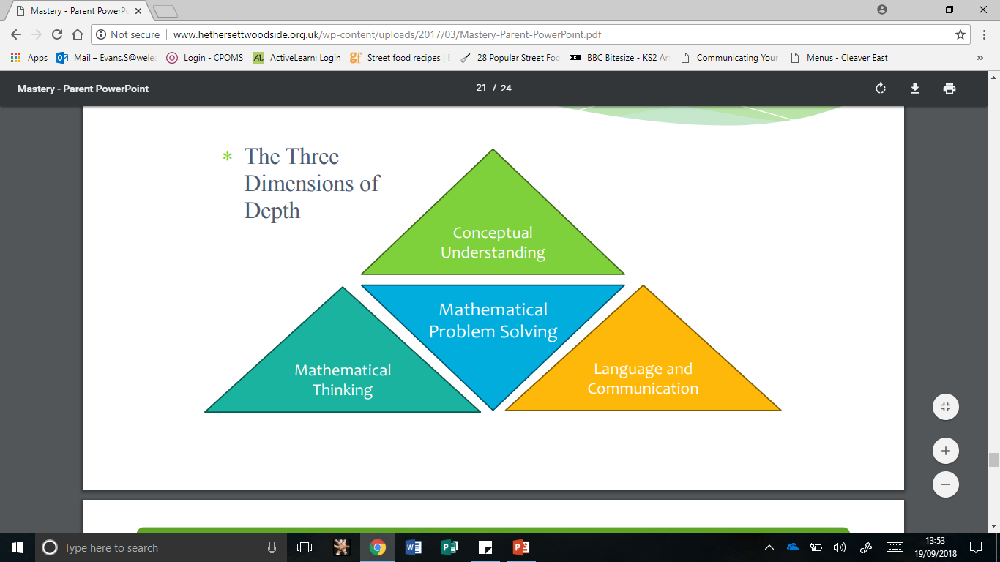 Mastery - Parent PowerP
Not secure
www.hethersettwoodside.org.uk/wp-content/uploads/2017/03/Mastery-Parent-PowerPoint.pdf
Apps
Mail – Evans.S@wele
Login - CPOMS
AL
ActiveLearn: Login
gf
Street food recipes |
28 Popular Street Foo
BBC
BBC Bitesize - KS2 Ar
Communicating Your
Menus - Cleaver East
»
Mastery - Parent PowerPoint
21 / 24
* The Three
Dimensions of
Depth
Conceptual
Understanding
Mathematical
Problem Solving
Mathematical
Thinking
Language and
Communication
Type here to search
13:53
19/09/2018